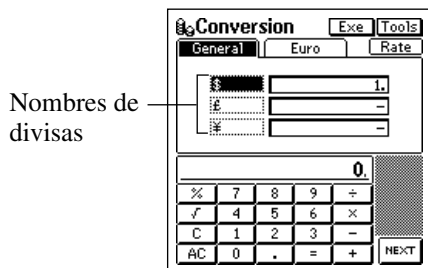 Conversion Exe Tools
General Euro Rate
$ 1.
£ –
¥ –
Nombres de
divisas
0.
% 7 8 9 ÷
√ 4 5 6 ×
C 1 2 3 −
AC 0 . = + NEXT